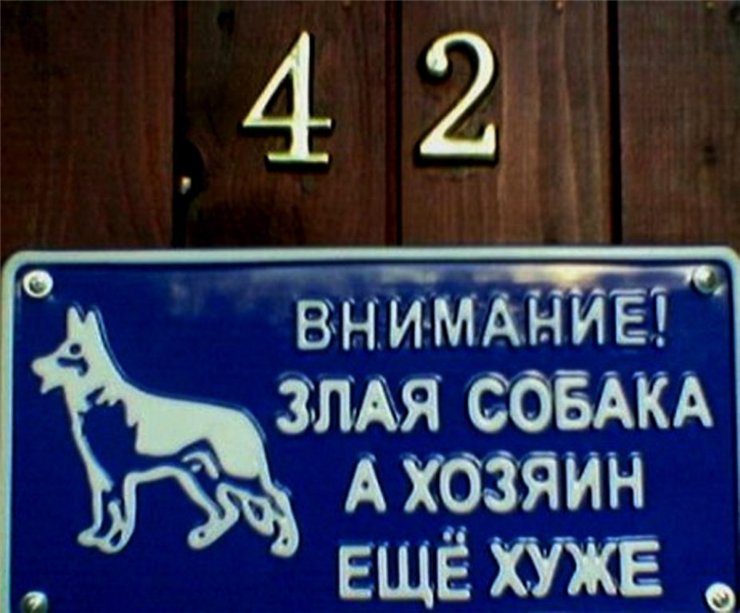 42
ВНИМАНИЕ!
ЗЛАЯ СОБАКА
А ХОЗЯИН
ЕЩЁ ХУЖЕ